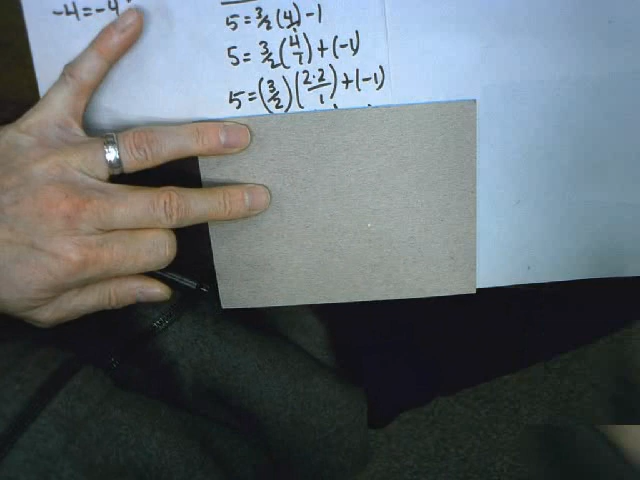 -4=-4
5=3/2(4)-1
5=3/2(4/1)+(-1)
5=(3/2)(2·2/1)+(-1)